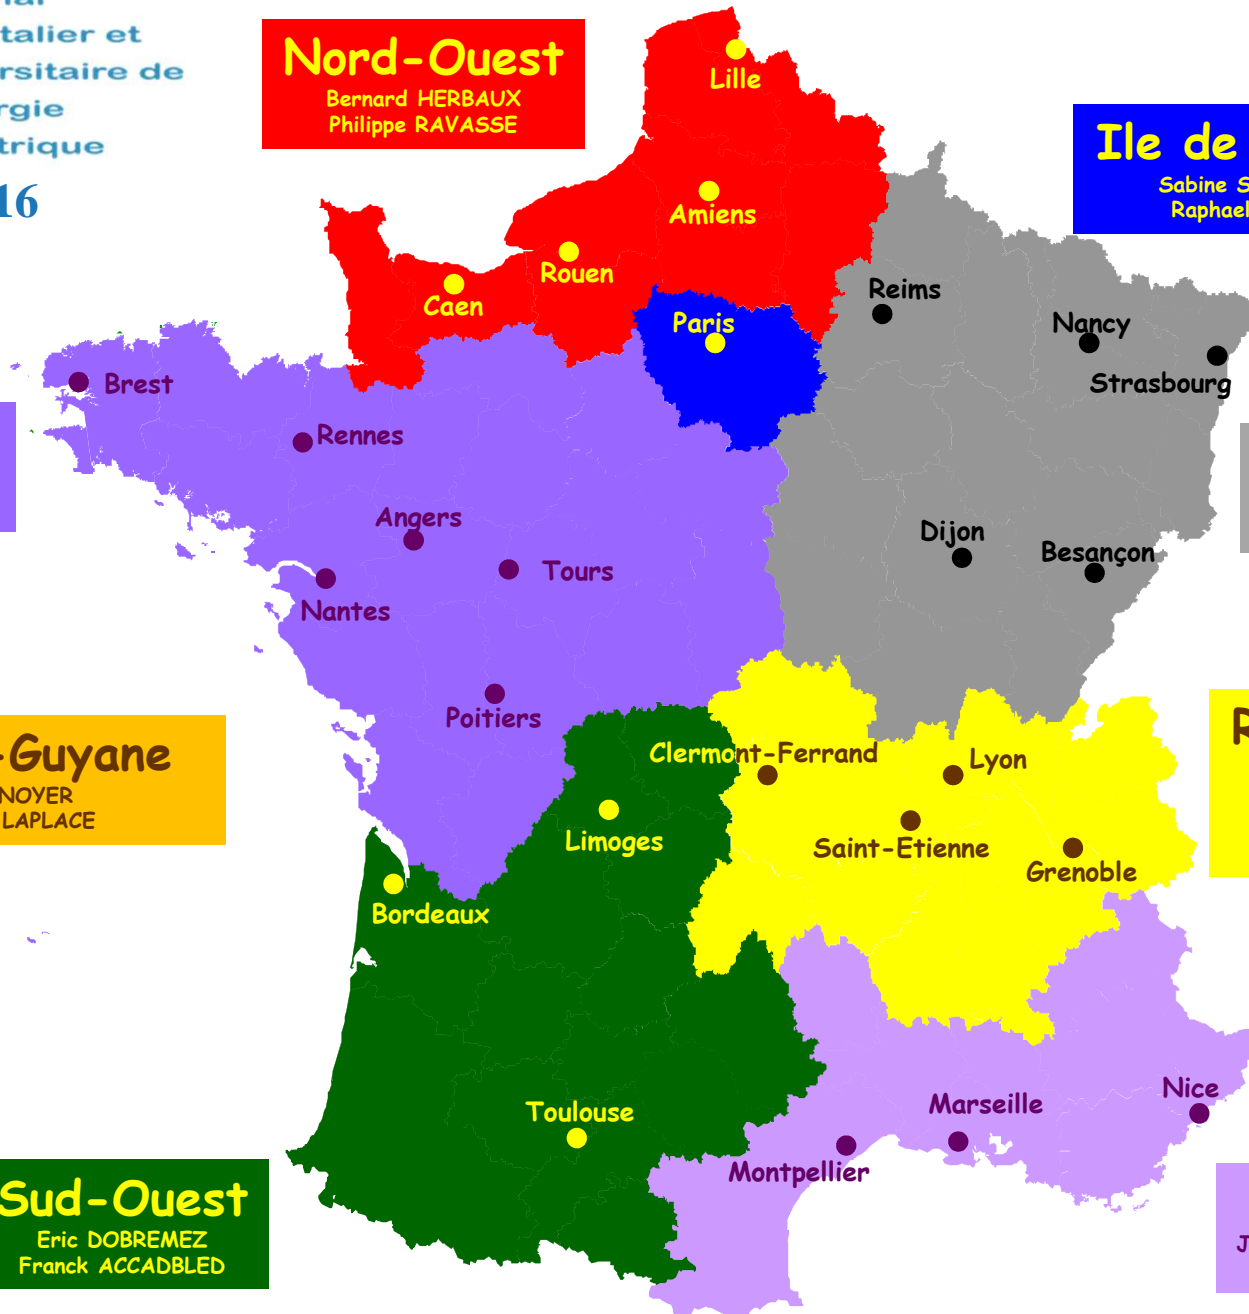 talier et
rsitaire de
rgie
trique
16
Nord-Ouest
Bernard HERBAUX
Philippe RAVASSE
Ile de
Sabine S
Raphael
Lille
Amiens
Rouen
Caen
Paris
Reims
Nancy
Strasbourg
Brest
Rennes
Angers
Tours
Nantes
Dijon
Besançon
Poitiers
-Guyane
NOYER
LAPLACE
R
Clermont-Ferrand
Lyon
Limoges
Saint-Etienne
Grenoble
Bordeaux
Toulouse
Marseille
Nice
Montpellier
Sud-Ouest
Eric DOBREMEZ
Franck ACCADBLED
J